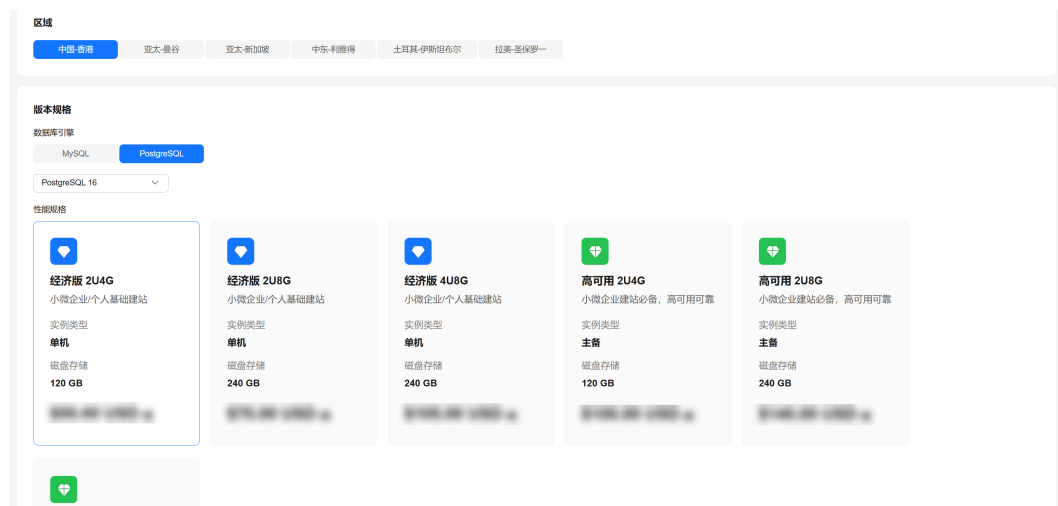 区域
中国-香港 亚太-曼谷 亚太-新加坡 中东-利雅得 土耳其-伊斯坦布尔 拉美-圣保罗一
版本规格
数据库引擎
MySQL PostgreSQL
PostgreSQL 16
性能规格
经济版 2U4G 经济版 2U8G 经济版 4U8G 高可用 2U4G 高可用 2U8G
小微企业/个人基础建站 小微企业/个人基础建站 小微企业/个人基础建站 小微企业建站必备，高可用可靠 小微企业建站必备，高可用可靠
实例类型 实例类型 实例类型 实例类型 实例类型
单机 单机 单机 主备 主备
磁盘存储 磁盘存储 磁盘存储 磁盘存储 磁盘存储
120 GB 240 GB 240 GB 120 GB 240 GB